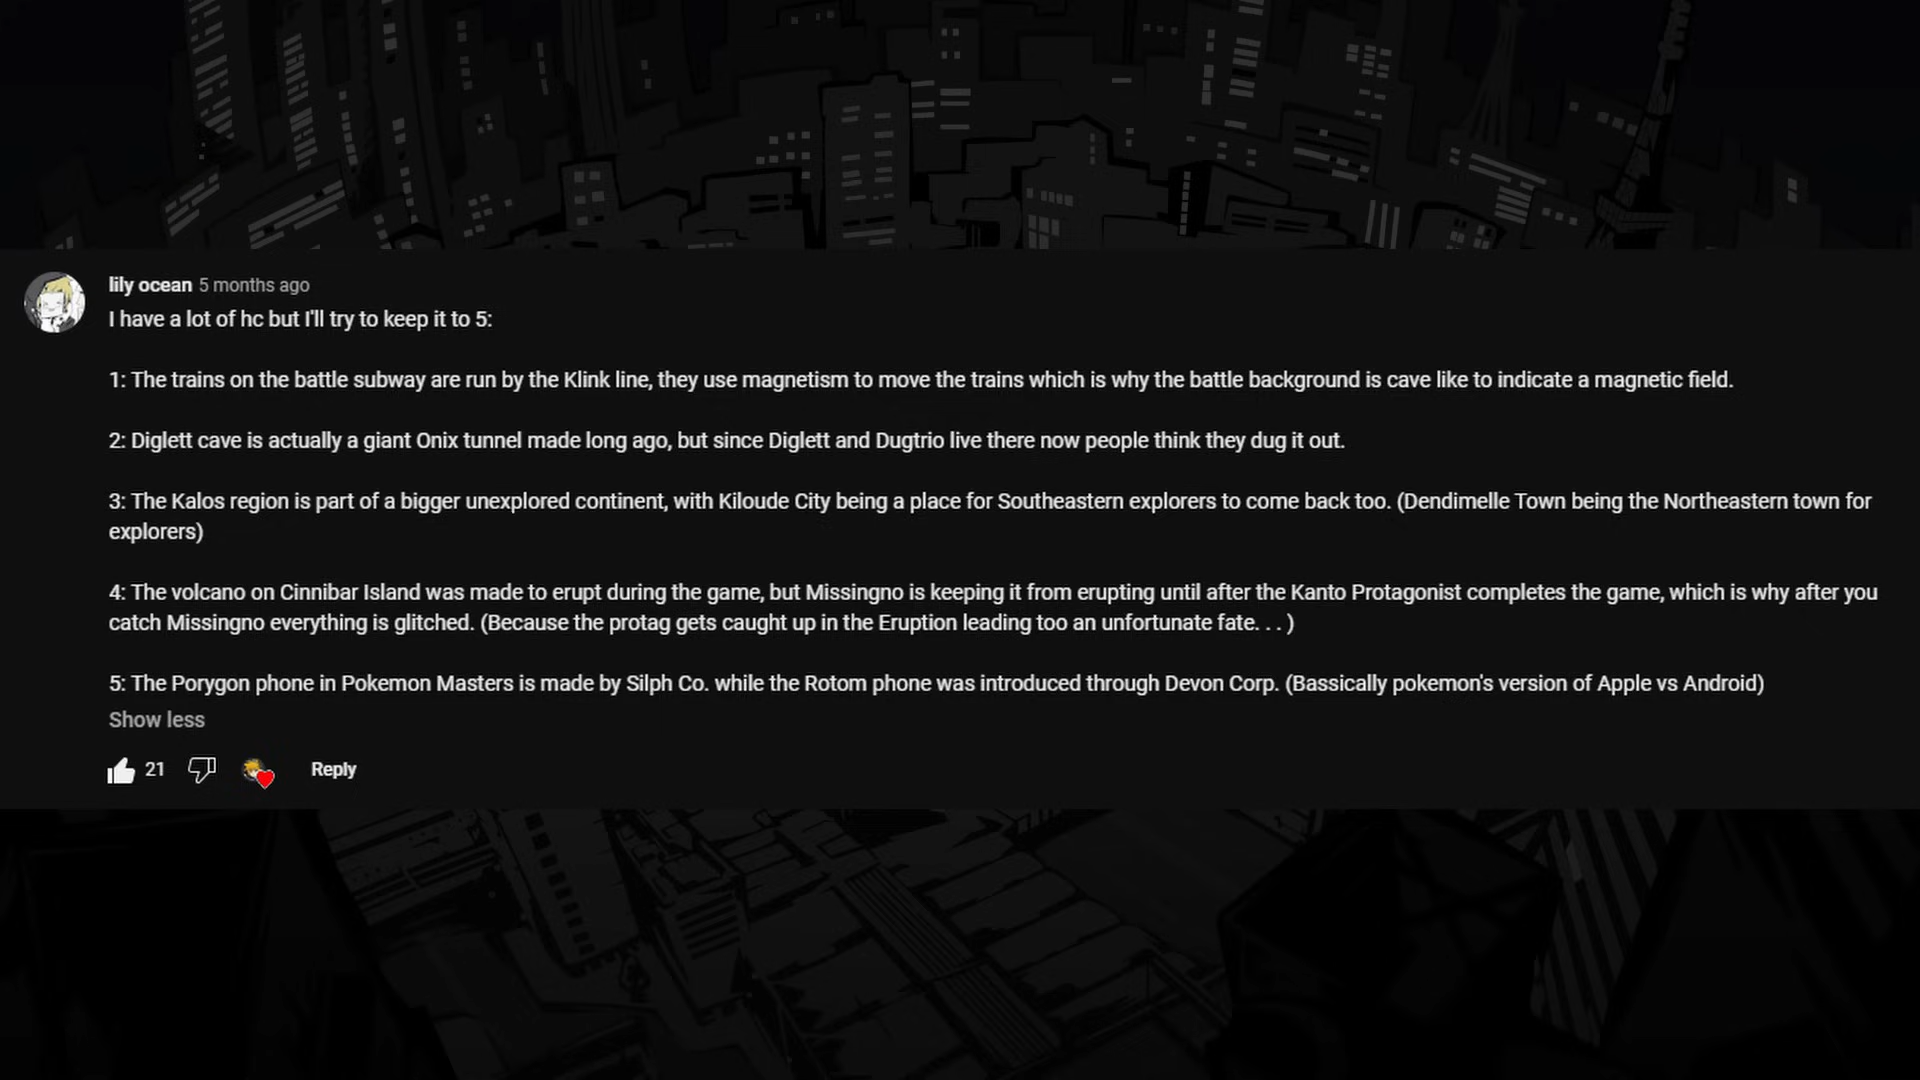 lily ocean 5 months ago
I have a lot of hc but I'll try to keep it to 5:
1: The trains on the battle subway are run by the Klink line, they use magnetism to move the trains which is why the battle background is cave like to indicate a magnetic field.
2: Diglett cave is actually a giant Onix tunnel made long ago, but since Diglett and Dugtrio live there now people think they dug it out.
3: The Kalos region is part of a bigger unexplored continent, with Kiloude City being a place for Southeastern explorers to come back too. (Dendimelle Town being the Northeastern town for
explorers)
4: The volcano on Cinnibar Island was made to erupt during the game, but Missingno is keeping it from erupting until after the Kanto Protagonist completes the game, which is why after you
catch Missingno everything is glitched. (Because the protag gets caught up in the Eruption leading too an unfortunate fate. . . )
5: The Porygon phone in Pokemon Masters is made by Silph Co. while the Rotom phone was introduced through Devon Corp. (Bassically pokemon's version of Apple vs Android)
Show less
21 Reply